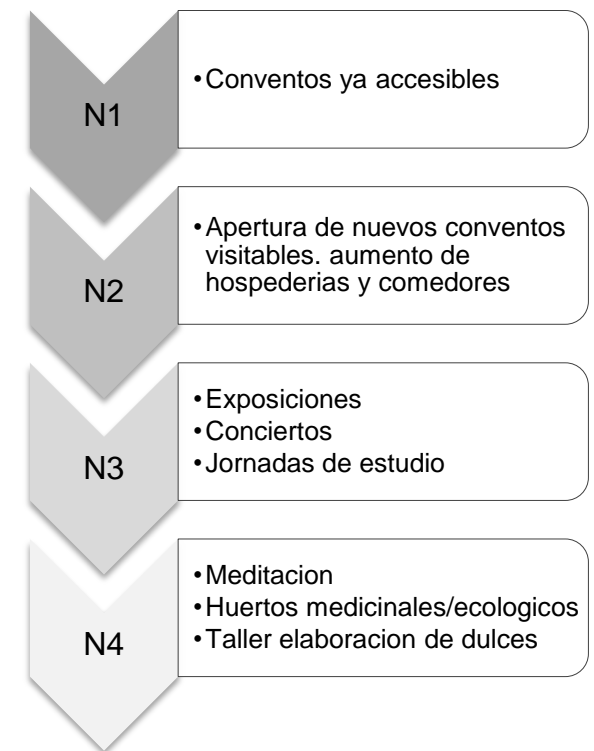 N1
•Conventos ya accesibles
N2
•Apertura de nuevos conventos
visitables. aumento de
hospederias y comedores
N3
•Exposiciones
•Conciertos
•Jornadas de estudio
N4
•Meditacion
•Huertos medicinales/ecologicos
•Taller elaboracion de dulces